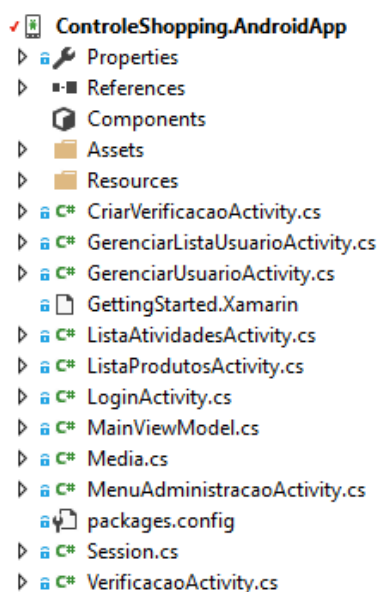 ControleShopping.AndroidApp
Properties
References
Components
Assets
Resources
C# CriarVerificacaoActivity.cs
C# GerenciarListaUsuarioActivity.cs
C# GerenciarUsuarioActivity.cs
GettingStarted.Xamarin
C# ListaAtividadesActivity.cs
C# ListaProdutosActivity.cs
C# LoginActivity.cs
C# MainViewModel.cs
C# Media.cs
C# MenuAdministracaoActivity.cs
packages.config
C# Session.cs
C# VerificacaoActivity.cs